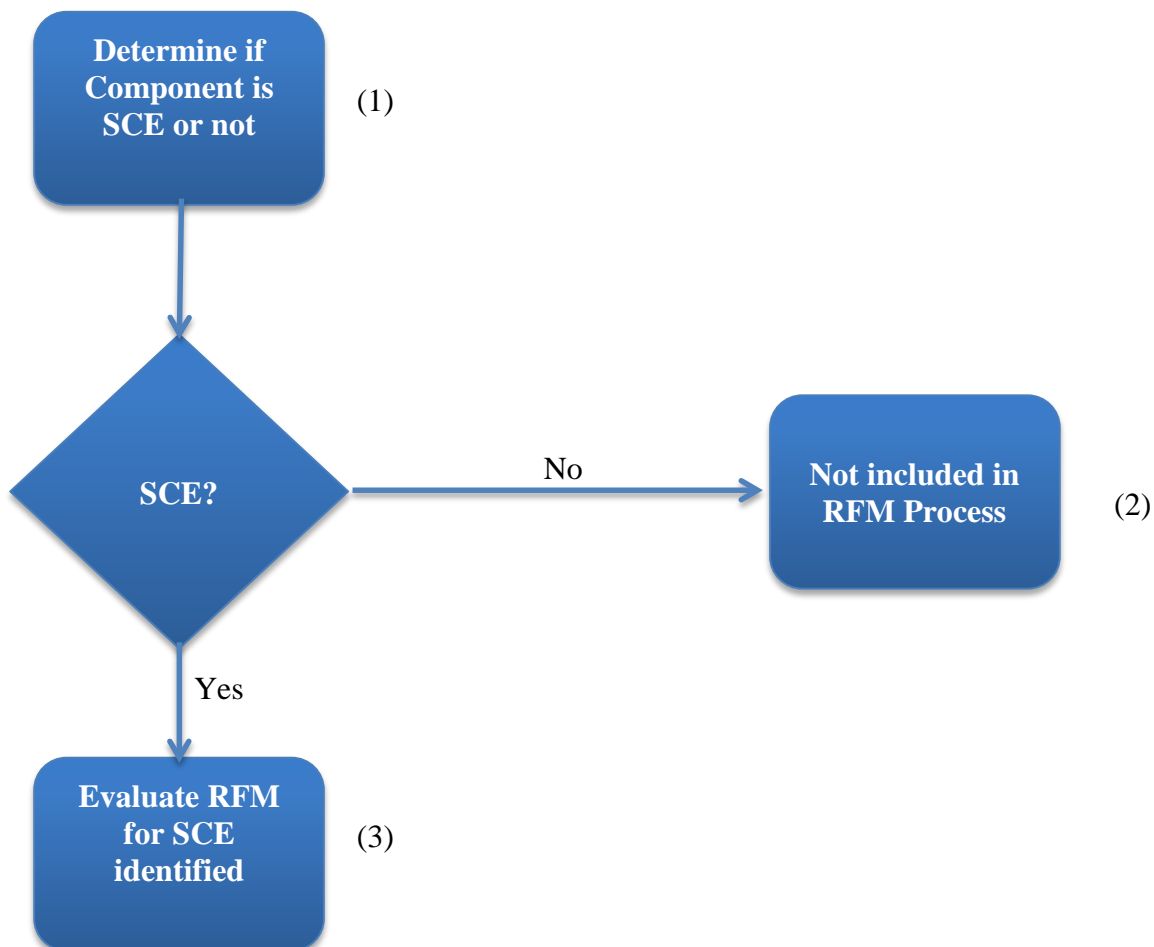 Determine if
Component is
SCE or not
(1)
SCE?
No
Not included in
RFM Process
(2)
Yes
Evaluate RFM
for SCE
identified
(3)